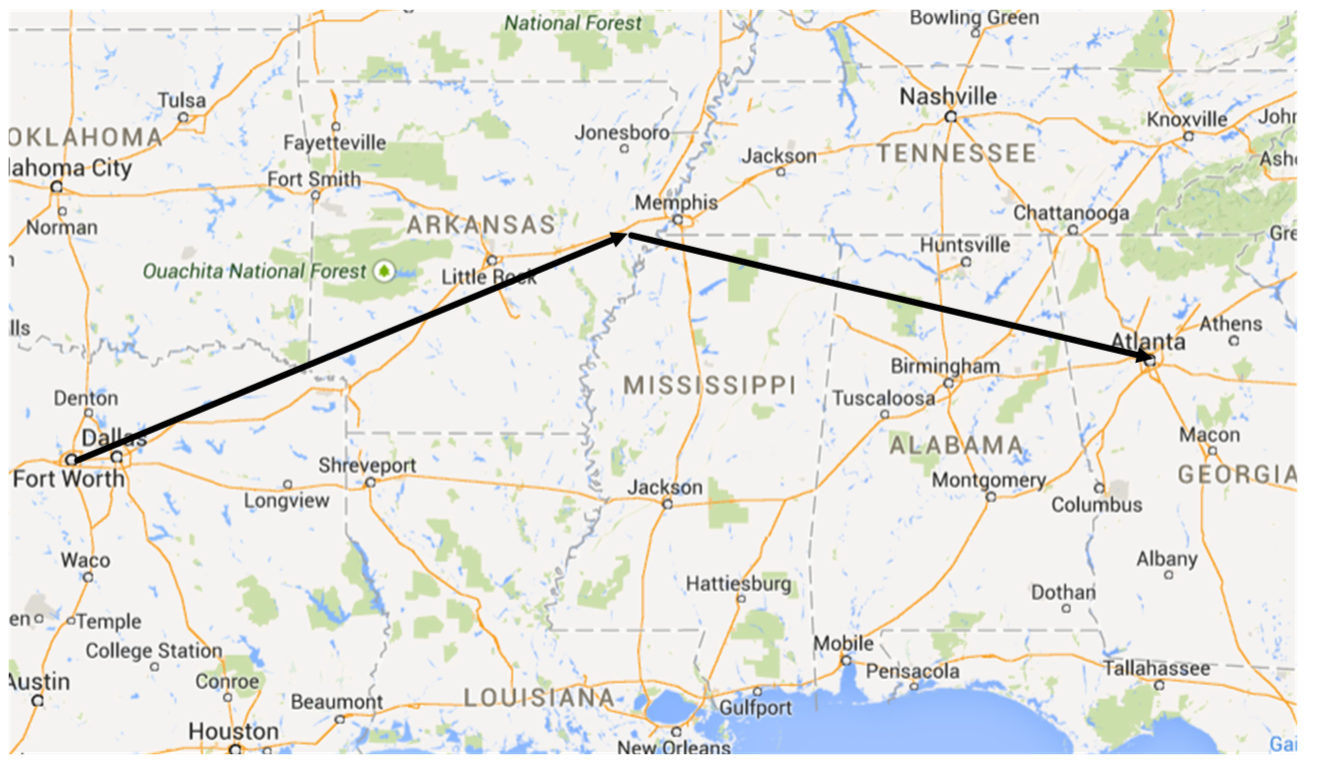 National Forest
Bowling Green
Tulsa
Nashville
OKLAHOMA
lahoma City
Fayetteville
Jonesboro
Knoxville
John
Jackson
TENNESSEE
Ashe
Fort Smith
Norman
ARKANSAS
Memphis
Chattanooga
Gre
Huntsville
Ouachita National Forest
Little Rock
lls
Atlanta
Athens
Birmingham
MISSISSIPPI
Denton
Tuscaloosa
Dallas
ALABAMA
Macon
Fort Worth
Shreveport
GEORGIA
Longview
Jackson
Montgomery
Columbus
Waco
Albany
Hattiesburg
Dothan
en
Temple
College Station
Mobile
Austin
Conroe
Pensacola
Tallahassee
Beaumont
LOUISIANA
Gulfport
Houston
New Orleans
Gai